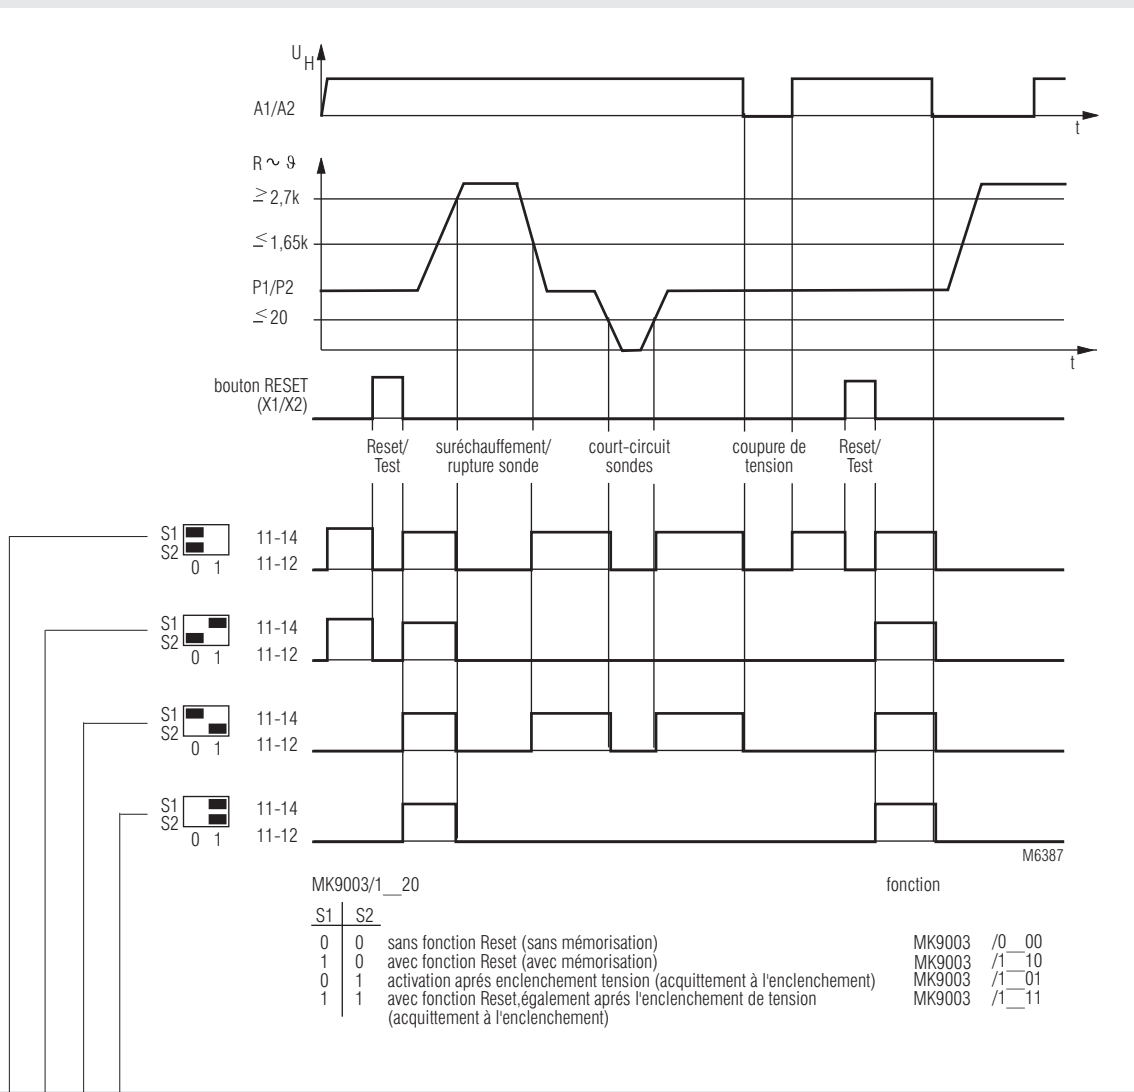 U H
A1/A2
t
R ~ ϑ
≥ 2,7k
≤ 1,65k
P1/P2
≤ 20
t
bouton RESET
(X1/X2)
Reset/
Test
suréchauffement/
rupture sonde
court-circuit
sondes
coupure de
tension
Reset/
Test
S1
S2
0 1
11-14
11-12
S1
S2
0 1
11-14
11-12
S1
S2
0 1
11-14
11-12
S1
S2
0 1
11-14
11-12
M6387
MK9003/1__20 fonction
S1 S2
0 0 sans fonction Reset (sans mémorisation) MK9003 /0__00
1 0 avec fonction Reset (avec mémorisation) MK9003 /1__10
0 1 activation aprés enclenchement tension (acquittement à l'enclenchement) MK9003 /1__01
1 1 avec fonction Reset,également aprés l'enclenchement de tension MK9003 /1__11
(acquittement à l'enclenchement)